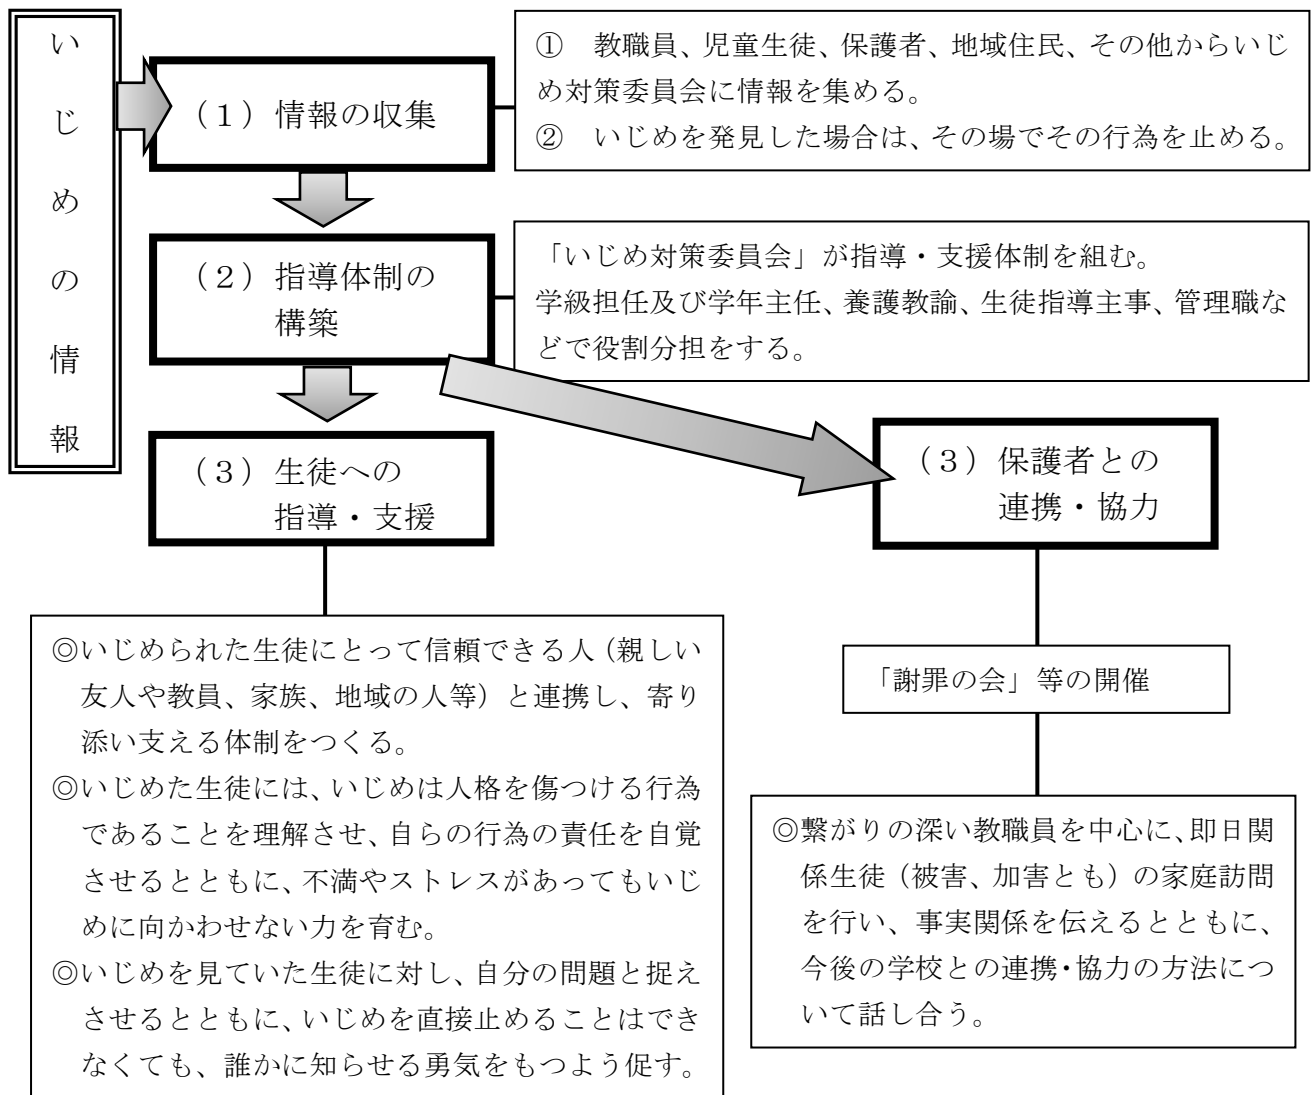 いじめの情報
（１）情報の収集
①　教職員、児童生徒、保護者、地域住民、その他からいじ
め対策委員会に情報を集める。
②　いじめを発見した場合は、その場でその行為を止める。
（２）指導体制の
構築
「いじめ対策委員会」が指導・支援体制を組む。
学級担任及び学年主任、養護教諭、生徒指導主事、管理職な
どで役割分担をする。
（３）生徒への
指導・支援
（３）保護者との
連携・協力
◎いじめられた生徒にとって信頼できる人（親しい
友人や教員、家族、地域の人等）と連携し、寄り
添い支える体制をつくる。
◎いじめた生徒には、いじめは人格を傷つける行為
であることを理解させ、自らの行為の責任を自覚
させるとともに、不満やストレスがあってもいじ
めに向かわせない力を育む。
◎いじめを見ていた生徒に対し、自分の問題と捉え
させるとともに、いじめを直接止めることはでき
なくても、誰かに知らせる勇気をもつよう促す。
「謝罪の会」等の開催
◎繋がりの深い教職員を中心に、即日関
係生徒（被害、加害とも）の家庭訪問
を行い、事実関係を伝えるとともに、
今後の学校との連携・協力の方法につ
いて話し合う。